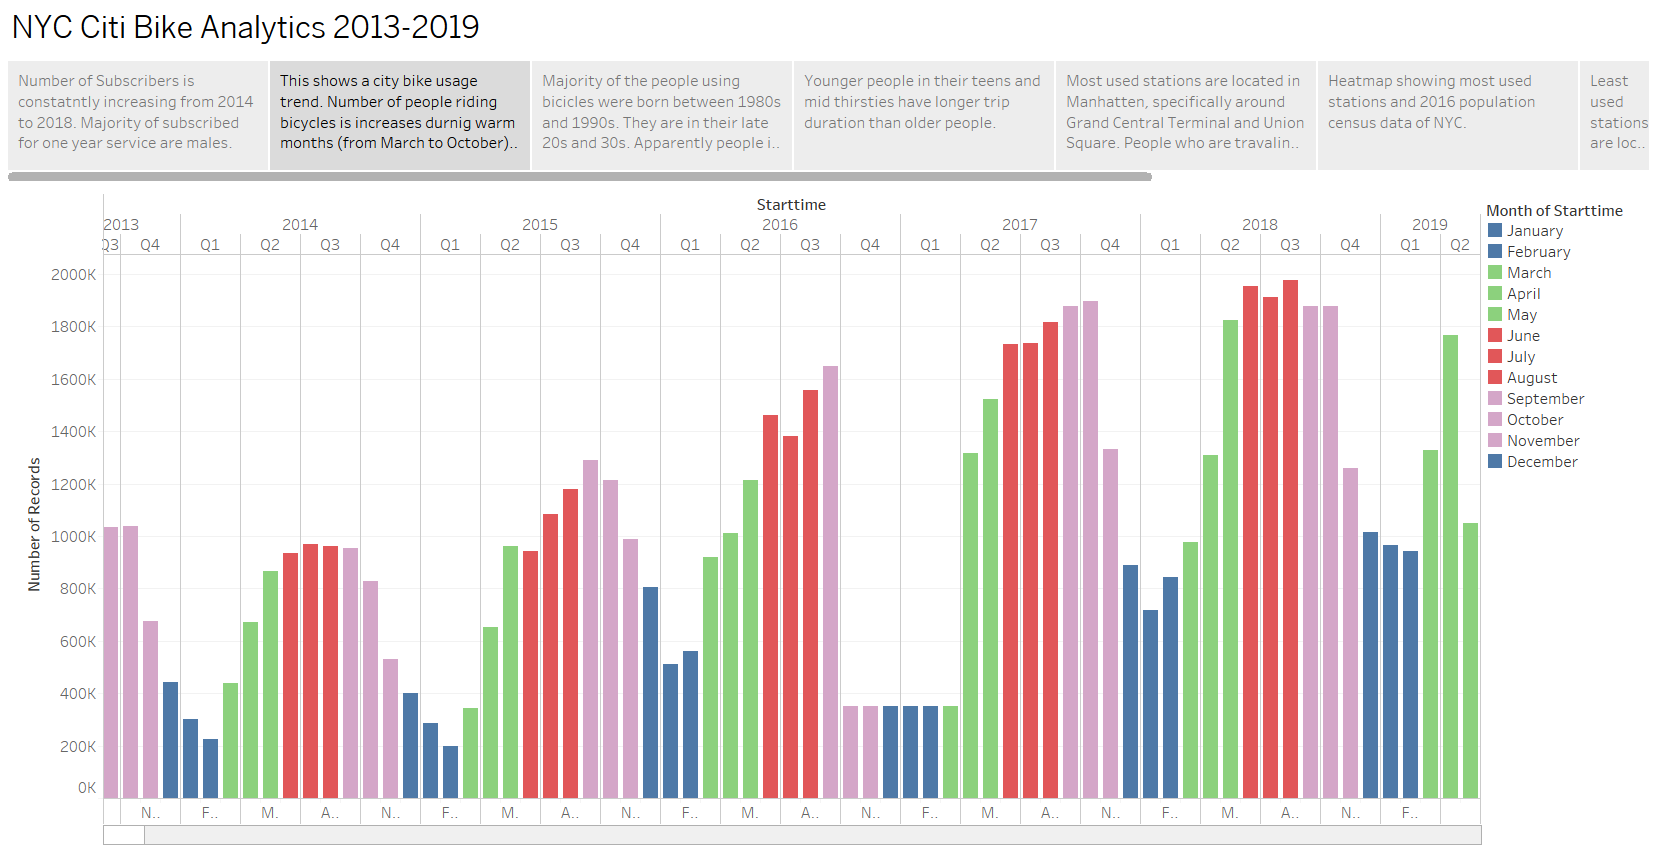 NYC Citi Bike Analytics 2013-2019
Number of Subscribers is
constatntly increasing from 2014
to 2018. Majority of subscribed
for one year service are males.
This shows a city bike usage
trend. Number of people riding
bicycles is increases durnig warm
months (from March to October)..
Majority of the people using
bicicles were born between 1980s
and 1990s. They are in their late
20s and 30s. Apparently people i..
Younger people in their teens and
mid thirsties have longer trip
duration than older people.
Most used stations are located in
Manhatten, specifically around
Grand Central Terminal and Union
Square. People who are travalin..
Heatmap showing most used
stations and 2016 population
census data of NYC.
Least
used
stations
are loc..
Starttime
2013 2014 2015 2016 2017 2018 2019
Q3 Q4 Q1 Q2 Q3 Q4 Q1 Q2 Q3 Q4 Q1 Q2 Q3 Q4 Q1 Q2 Q3 Q4 Q1 Q2 Q3 Q4 Q1 Q2
2000K
1800K
1600K
1400K
1200K
1000K
800K
600K
400K
200K
0K
Number of Records
N.. F.. M. A.. N.. F.. M. A.. N.. F.. M. A.. N.. F.. M. A.. N.. F.. M. A.. N.. F..
Month of Starttime
January
February
March
April
May
June
July
August
September
October
November
December